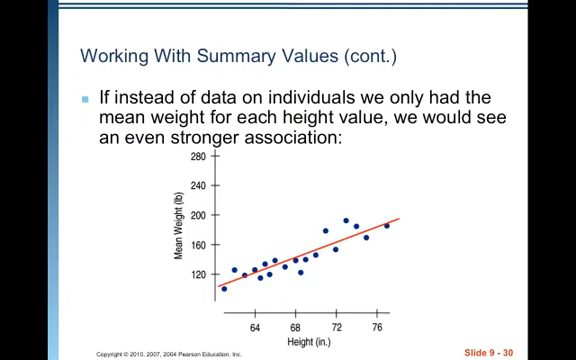 Working With Summary Values (cont.)
If instead of data on individuals we only had the
mean weight for each height value, we would see
an even stronger association:
280
240
200
160
120
Mean Weight (lb)
64
68
72
76
Height (in.)
Copyright © 2010, 2007, 2004 Pearson Education, Inc.
Slide 9 - 30